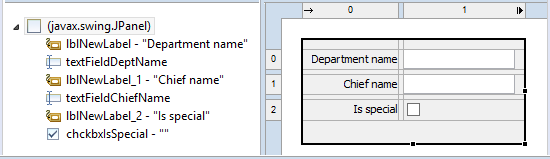 (javax.swing.JPanel)
lblNewLabel - "Department name"
textFieldDeptName
lblNewLabel_1 - "Chief name"
textFieldChiefName
lblNewLabel_2 - "Is special"
chckbxIsSpecial - ""
0 1
0 Department name
1 Chief name
2 Is special